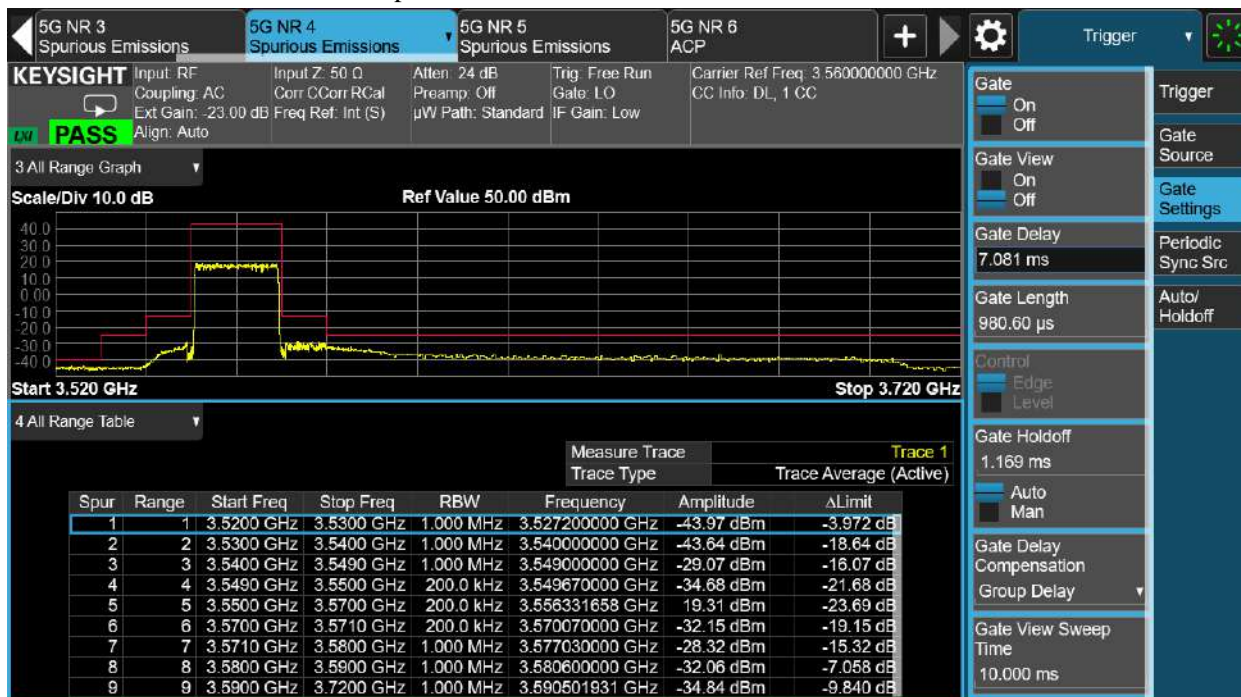 5G NR 3
Spurious Emissions
5G NR 4
Spurious Emissions
5G NR 5
Spurious Emissions
5G NR 6
ACP
Trigger
KEYSIGHT
LXI PASS
Input: RF
Coupling: AC
Ext Gain: -23.00 dB
Align: Auto
Input Z: 50 Ω
Corr CCorr RCal
Freq Ref: Int (S)
Atten: 24 dB
Preamp: Off
µW Path: Standard
Trig: Free Run
Gate: LO
IF Gain: Low
Carrier Ref Freq: 3.560000000 GHz
CC Info: DL, 1 CC
3 All Range Graph
Scale/Div 10.0 dB
Ref Value 50.00 dBm
40.0
30.0
20.0
10.0
0.00
-10.0
-20.0
-30.0
-40.0
Start 3.520 GHz
Stop 3.720 GHz
4 All Range Table
Measure Trace Trace 1
Trace Type Trace Average (Active)
Spur Range Start Freq Stop Freq RBW Frequency Amplitude ΔLimit
1 1 3.5200 GHz 3.5300 GHz 1.000 MHz 3.527200000 GHz -43.97 dBm -3.972 dB
2 2 3.5300 GHz 3.5400 GHz 1.000 MHz 3.540000000 GHz -43.64 dBm -18.64 dB
3 3 3.5400 GHz 3.5490 GHz 1.000 MHz 3.549000000 GHz -29.07 dBm -16.07 dB
4 4 3.5490 GHz 3.5500 GHz 200.0 kHz 3.549670000 GHz -34.68 dBm -21.68 dB
5 5 3.5500 GHz 3.5700 GHz 200.0 kHz 3.556331658 GHz 19.31 dBm -23.69 dB
6 6 3.5700 GHz 3.5710 GHz 200.0 kHz 3.570070000 GHz -32.15 dBm -19.15 dB
7 7 3.5710 GHz 3.5800 GHz 1.000 MHz 3.577030000 GHz -28.32 dBm -15.32 dB
8 8 3.5800 GHz 3.5900 GHz 1.000 MHz 3.580600000 GHz -32.06 dBm -7.058 dB
9 9 3.5900 GHz 3.7200 GHz 1.000 MHz 3.590501931 GHz -34.84 dBm -9.840 dB
Gate
On
Off
Gate View
On
Off
Gate Delay
7.081 ms
Gate Length
980.60 µs
Control
Edge
Level
Gate Holdoff
1.169 ms
Auto
Man
Gate Delay
Compensation
Group Delay
Gate View Sweep
Time
10.000 ms
Trigger
Gate
Source
Gate
Settings
Periodic
Sync Src
Auto/
Holdoff